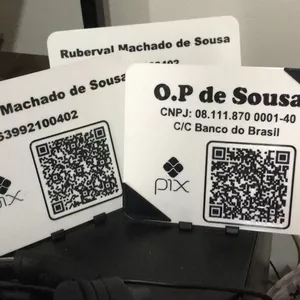 Ruberval Machado de Sousa
Machado de Sousa
53992100402
pix
O.P de Sousa
CNPJ: 08.111.870 0001-40
C/C Banco do Brasil
pix